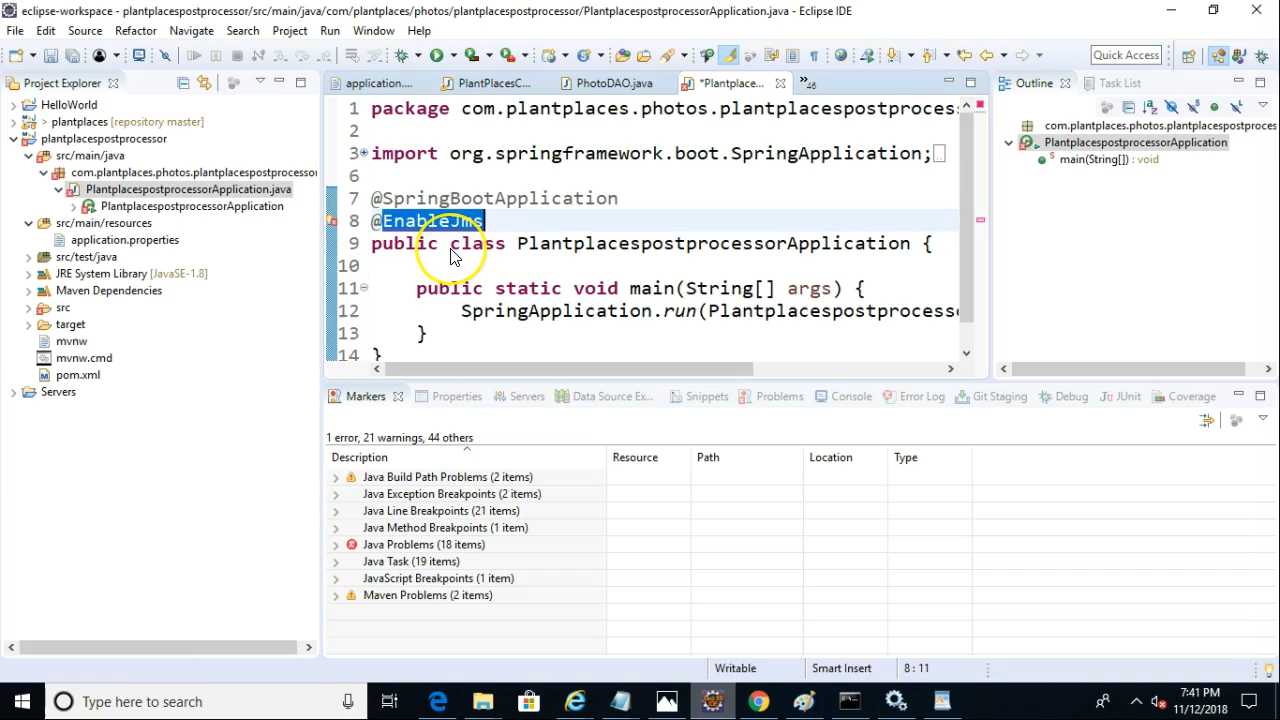 eclipse-workspace - plantplacespostprocessor/src/main/java/com/plantplaces/photos/plantplacespostprocessor/PlantplacespostprocessorApplication.java - Eclipse IDE
File Edit Source Refactor Navigate Search Project Run Window Help
Quick Access
Project Explorer
HelloWorld
> plantplaces [repository master]
plantplacespostprocessor
src/main/java
com.plantplaces.photos.plantplacespostprocessor
PlantplacespostprocessorApplication.java
PlantplacespostprocessorApplication
src/main/resources
application.properties
src/test/java
JRE System Library [JavaSE-1.8]
Maven Dependencies
src
target
mvnw
mvnw.cmd
pom.xml
Servers
application.... PlantPlacesC... PhotoDAO.java *Plantplace... »26
1 package com.plantplaces.photos.plantplacespostprocess
2
3 import org.springframework.boot.SpringApplication;
6
7 @SpringBootApplication
8 @EnableJms
9 public class PlantplacespostprocessorApplication {
10
11 public static void main(String[] args) {
12 SpringApplication.run(Plantplacespostprocess
13 }
14 }
Outline Task List
com.plantplaces.photos.plantplacespostproces
PlantplacespostprocessorApplication
main(String[]) : void
Markers Properties Servers Data Source Ex... Snippets Problems Console Error Log Git Staging Debug JUnit Coverage
1 error, 21 warnings, 44 others
Description Resource Path Location Type
Java Build Path Problems (2 items)
Java Exception Breakpoints (2 items)
Java Line Breakpoints (21 items)
Java Method Breakpoints (1 item)
Java Problems (18 items)
Java Task (19 items)
JavaScript Breakpoints (1 item)
Maven Problems (2 items)
Writable Smart Insert 8 : 11
Type here to search
7:41 PM
11/12/2018